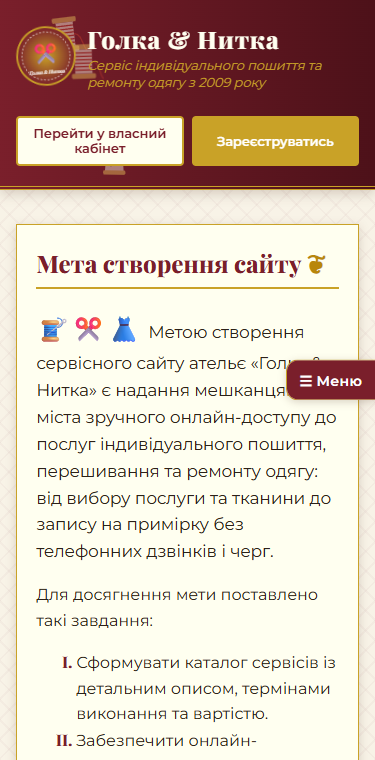 Голка & Нитка
Голка & Нитка
Сервіс індивідуального пошиття та
ремонту одягу з 2009 року
Перейти у власний
кабінет
Зареєструватись
Мета створення сайту
Метою створення
сервісного сайту ательє «Голка &
Нитка» є надання мешканцям
☰ Меню
міста зручного онлайн-доступу до
послуг індивідуального пошиття,
перешивання та ремонту одягу:
від вибору послуги та тканини до
запису на примірку без
телефонних дзвінків і черг.
Для досягнення мети поставлено
такі завдання:
I. Сформувати каталог сервісів із
детальним описом, термінами
виконання та вартістю.
II. Забезпечити онлайн-